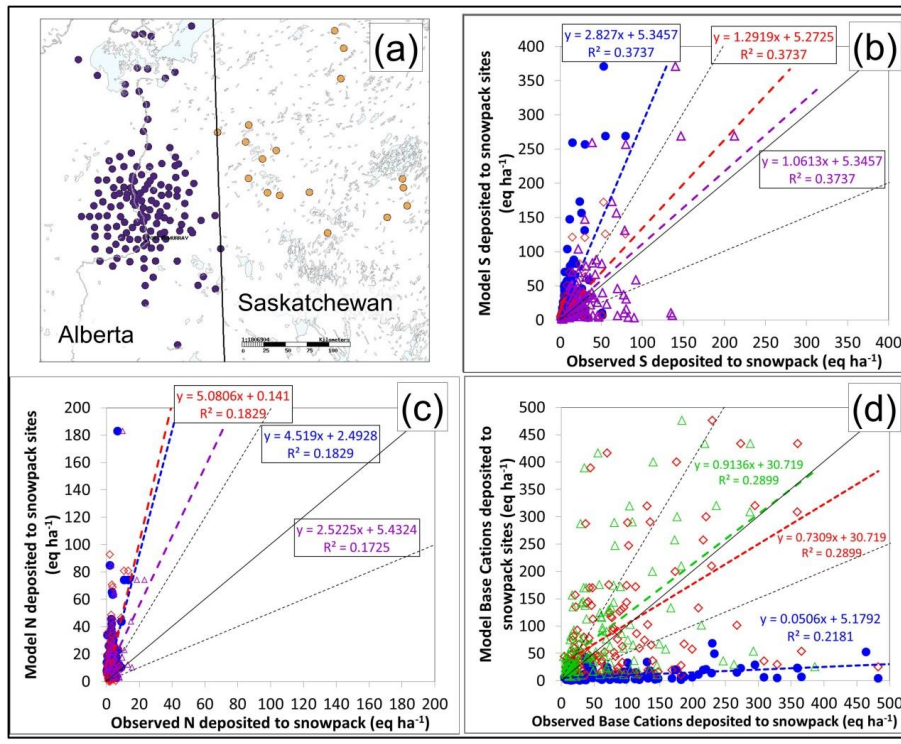 (a)
Alberta
Saskatchewan
25
50
75
100
(b)
Model S deposited to snowpack sites
(eq ha⁻¹)
400
350
300
250
200
150
100
50
0
y = 2.827x + 5.3457
R² = 0.3737
y = 1.2919x + 5.2725
R² = 0.3737
y = 1.0613x + 5.3457
R² = 0.3737
0 50 100 150 200 250 300 350 400
Observed S deposited to snowpack (eq ha⁻¹)
(c)
Model N deposited to snowpack sites
(eq ha⁻¹)
200
180
160
140
120
100
80
60
40
20
0
y = 5.0806x + 0.141
R² = 0.1829
y = 4.519x + 2.4928
R² = 0.1829
y = 2.5225x + 5.4324
R² = 0.1725
0 20 40 60 80 100 120 140 160 180 200
Observed N deposited to snowpack (eq ha⁻¹)
(d)
Model Base Cations deposited to
snowpack sites (eq ha⁻¹)
500
450
400
350
300
250
200
150
100
50
0
y = 0.9136x + 30.719
R² = 0.2899
y = 0.7309x + 30.719
R² = 0.2899
y = 0.0506x + 5.1792
R² = 0.2181
0 50 100 150 200 250 300 350 400 450 500
Observed Base Cations deposited to snowpack (eq ha⁻¹)